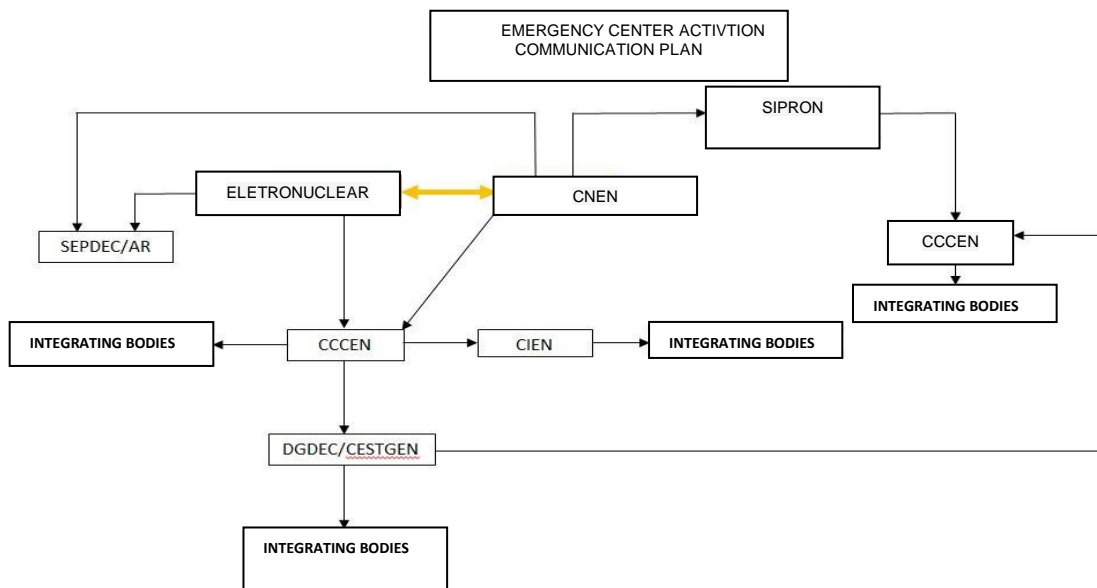 EMERGENCY CENTER ACTIVTION
COMMUNICATION PLAN
SIPRON
ELETRONUCLEAR
CNEN
SEPDEC/AR
CCCEN
INTEGRATING BODIES
INTEGRATING BODIES
CCCEN
CIEN
INTEGRATING BODIES
DGDEC/CESTGEN
INTEGRATING BODIES